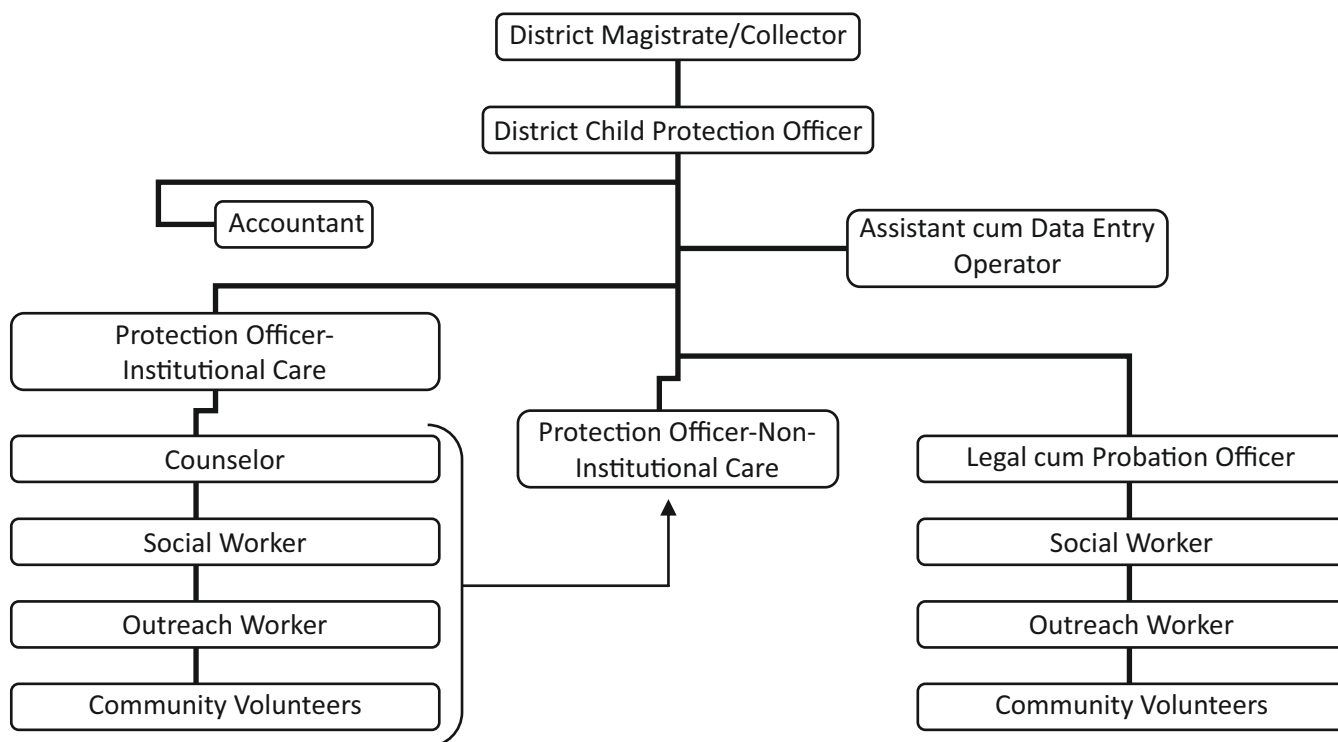 District Magistrate/Collector
District Child Protection Officer
Accountant
Assistant cum Data Entry
Operator
Protection Officer-
Institutional Care
Counselor
Social Worker
Outreach Worker
Community Volunteers
Protection Officer-Non-
Institutional Care
Legal cum Probation Officer
Social Worker
Outreach Worker
Community Volunteers